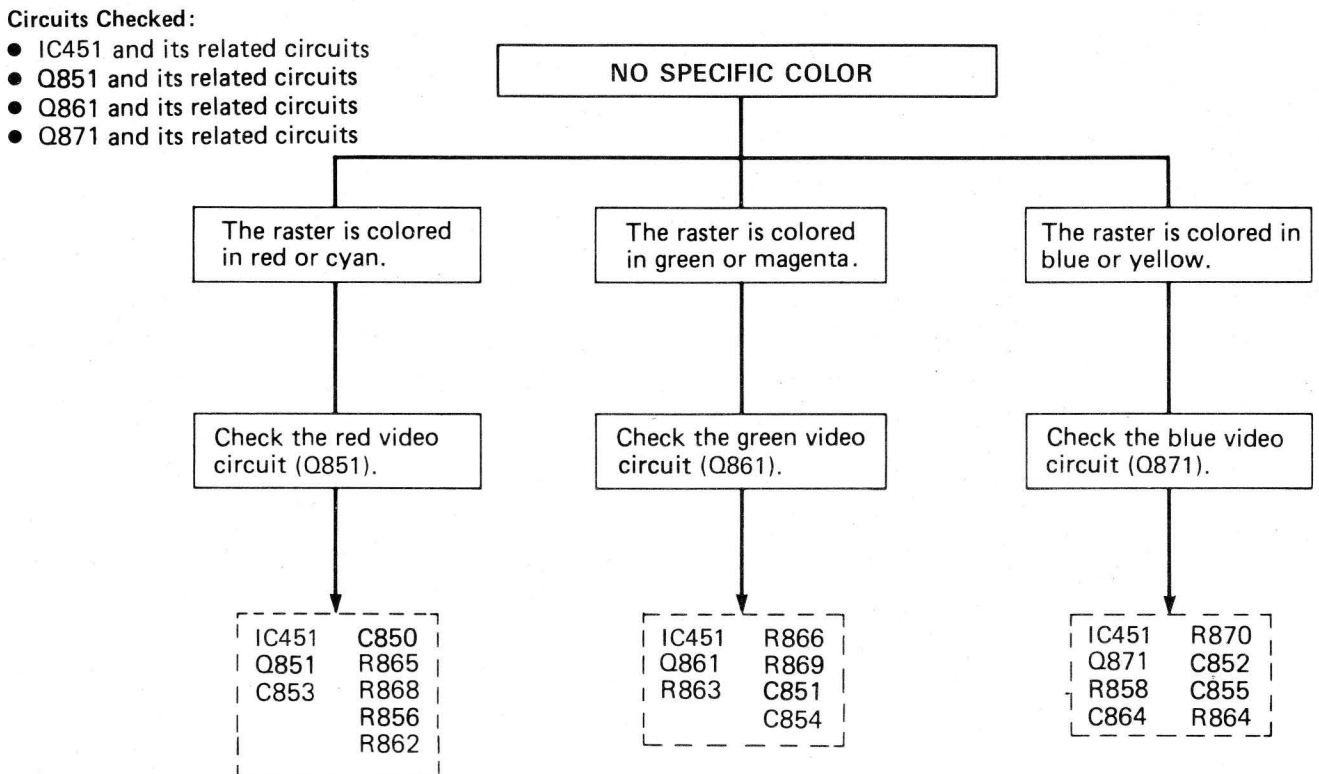 Circuits Checked:
● IC451 and its related circuits
● Q851 and its related circuits
● Q861 and its related circuits
● Q871 and its related circuits
NO SPECIFIC COLOR
The raster is colored
in red or cyan.
The raster is colored
in green or magenta.
The raster is colored in
blue or yellow.
Check the red video
circuit (Q851).
Check the green video
circuit (Q861).
Check the blue video
circuit (Q871).
IC451 C850
Q851 R865
C853 R868
R856
R862
IC451 R866
Q861 R869
R863 C851
C854
IC451 R870
Q871 C852
R858 C855
C864 R864